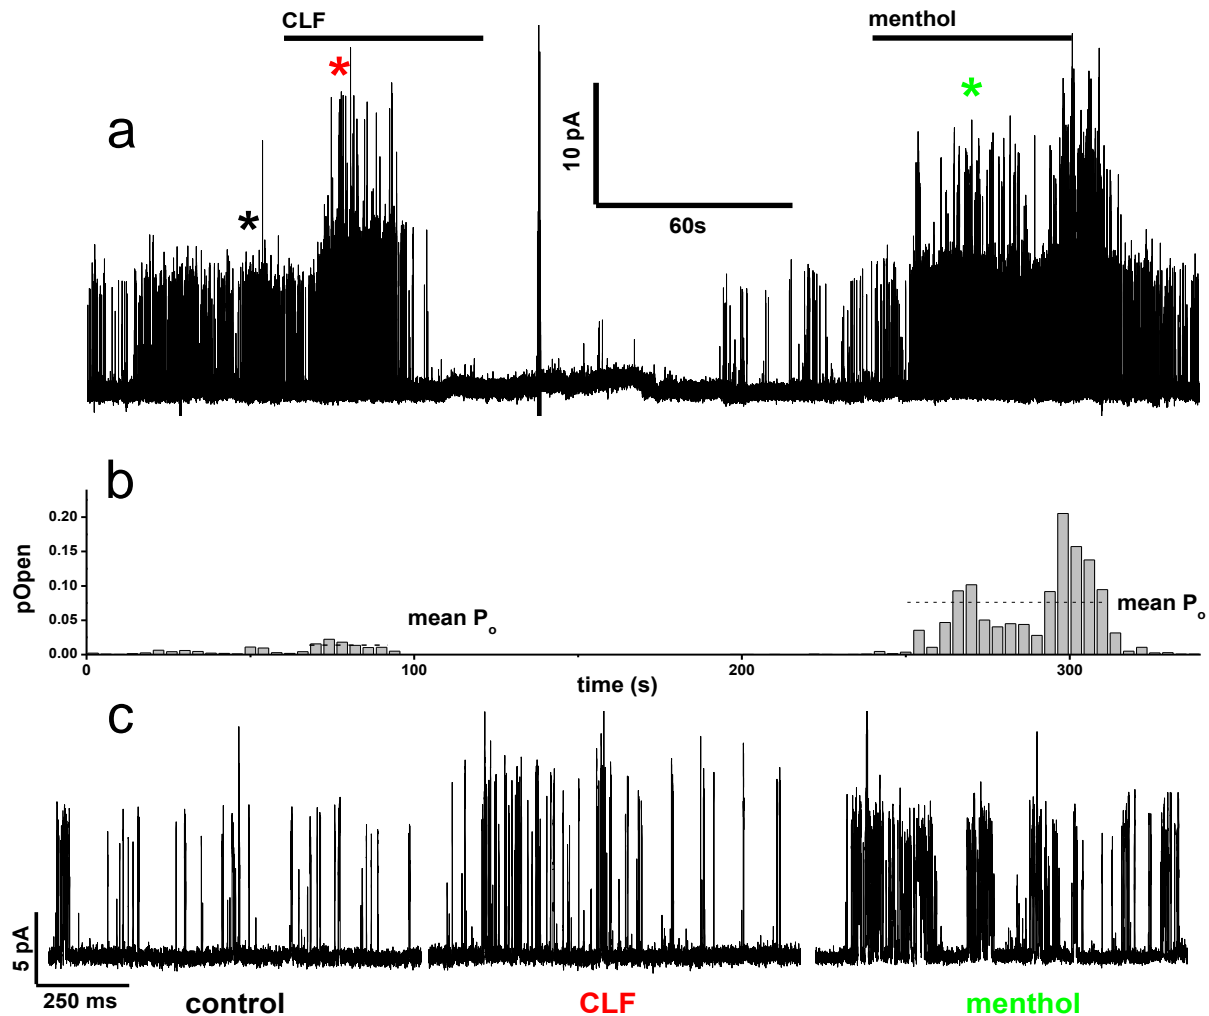 CLF
menthol
*
*
*
a
10 pA
60s
b
pOpen
0.20
0.15
0.10
0.05
0.00
mean Po
mean Po
0
100
200
300
time (s)
c
5 pA
250 ms
control
CLF
menthol